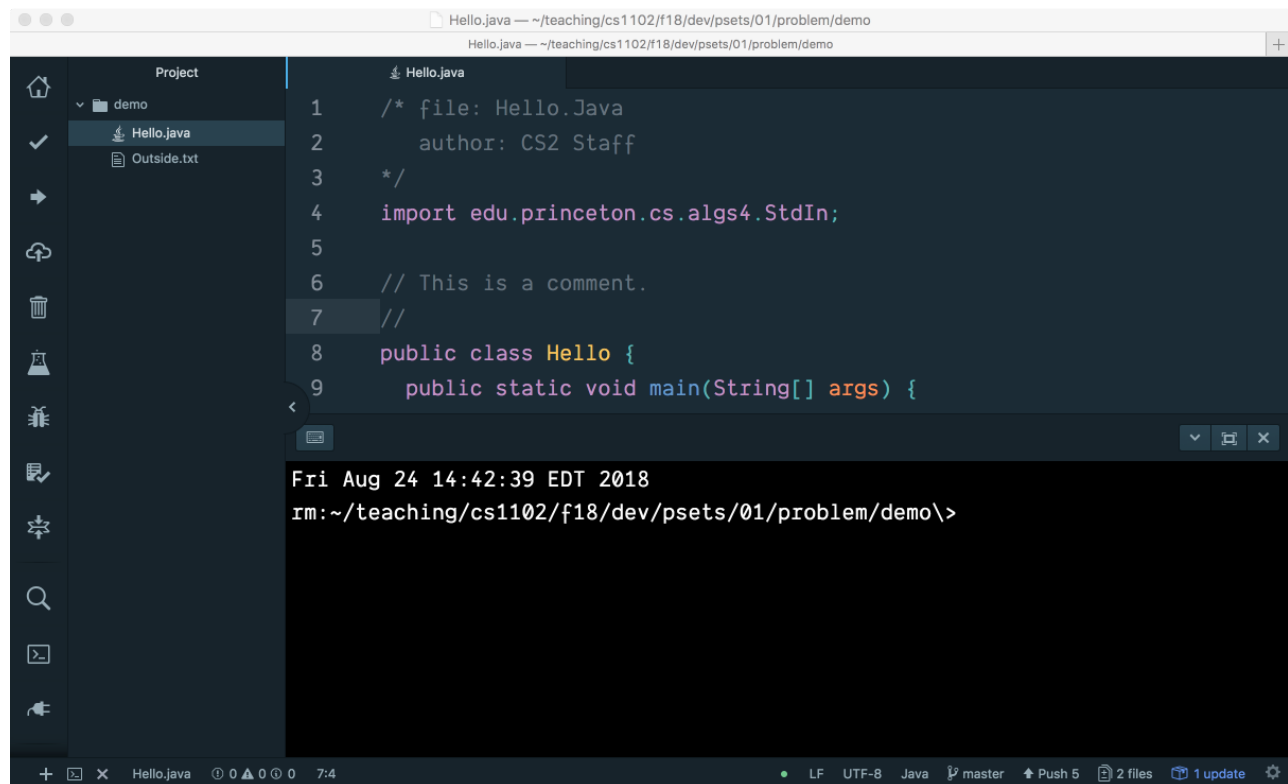 Hello.java — ~/teaching/cs1102/f18/dev/psets/01/problem/demo
Hello.java — ~/teaching/cs1102/f18/dev/psets/01/problem/demo
Project
demo
Hello.java
Outside.txt
Hello.java
1 /* file: Hello.Java
2 author: CS2 Staff
3 */
4 import edu.princeton.cs.algs4.StdIn;
5
6 // This is a comment.
7 //
8 public class Hello {
9 public static void main(String[] args) {
Fri Aug 24 14:42:39 EDT 2018
rm:~/teaching/cs1102/f18/dev/psets/01/problem/demo\>
Hello.java 0 0 0 7:4 LF UTF-8 Java master Push 5 2 files 1 update